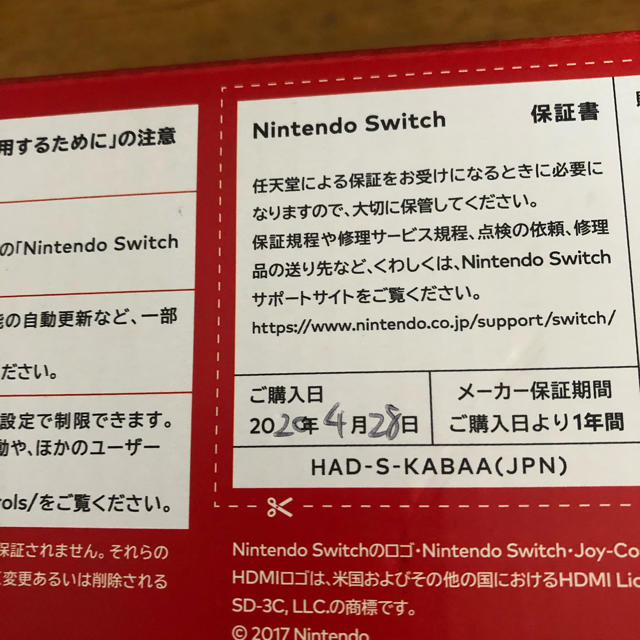 用するために」の注意
の「Nintendo Switch
能の自動更新など、一部
ださい。
設定で制限できます。
動や、ほかのユーザー
rols/をご覧ください。
保証されません。それらの
変更あるいは削除される
Nintendo Switch 保証書
任天堂による保証をお受けになるときに必要に
なりますので、大切に保管してください。
保証規程や修理サービス規程、点検の依頼、修理
品の送り先など、くわしくは、Nintendo Switch
サポートサイトをご覧ください。
https://www.nintendo.co.jp/support/switch/
ご購入日
2020年4月28日
メーカー保証期間
ご購入日より1年間
HAD-S-KABAA(JPN)
Nintendo Switchのロゴ・Nintendo Switch・Joy-Co
HDMIロゴは、米国およびその他の国におけるHDMI Lic
SD-3C, LLC.の商標です。
© 2017 Nintendo